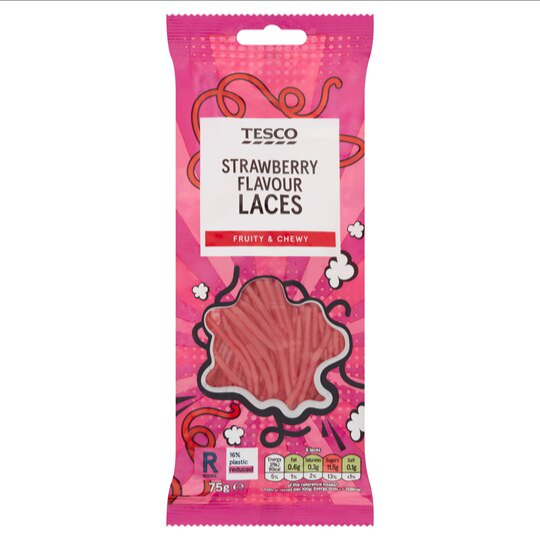 TESCO
STRAWBERRY
FLAVOUR
LACES
FRUITY & CHEWY
R
16%
plastic
reduced
75g e
Energy
Fat
0.6g
1%
Saturates
0.3g
2%
Sugars
11.5g
13%
Salt
0.1g
5%